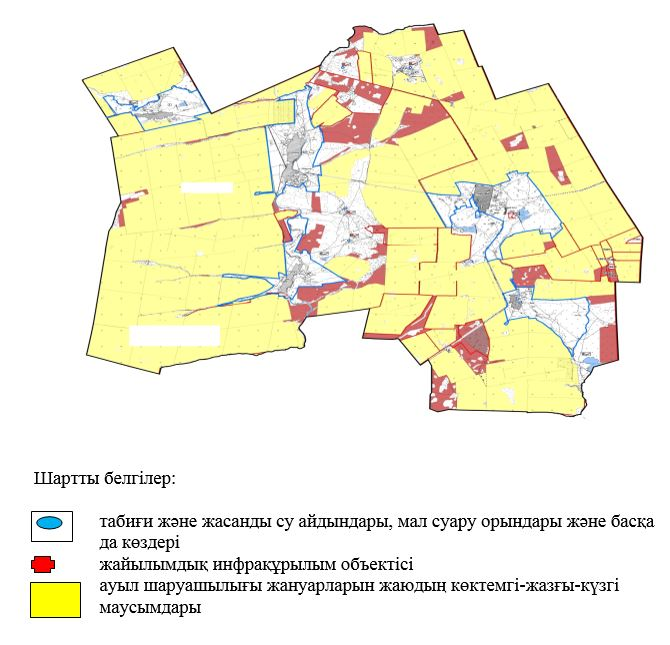 Шартты белгілер:
табиғи және жасанды су айдындары, мал суару орындары және басқа
да көздері
жайылымдық инфрақұрылым объектісі
ауыл шаруашылығы жануарларын жаюдың көктемгі-жазғы-күзгі
маусымдары